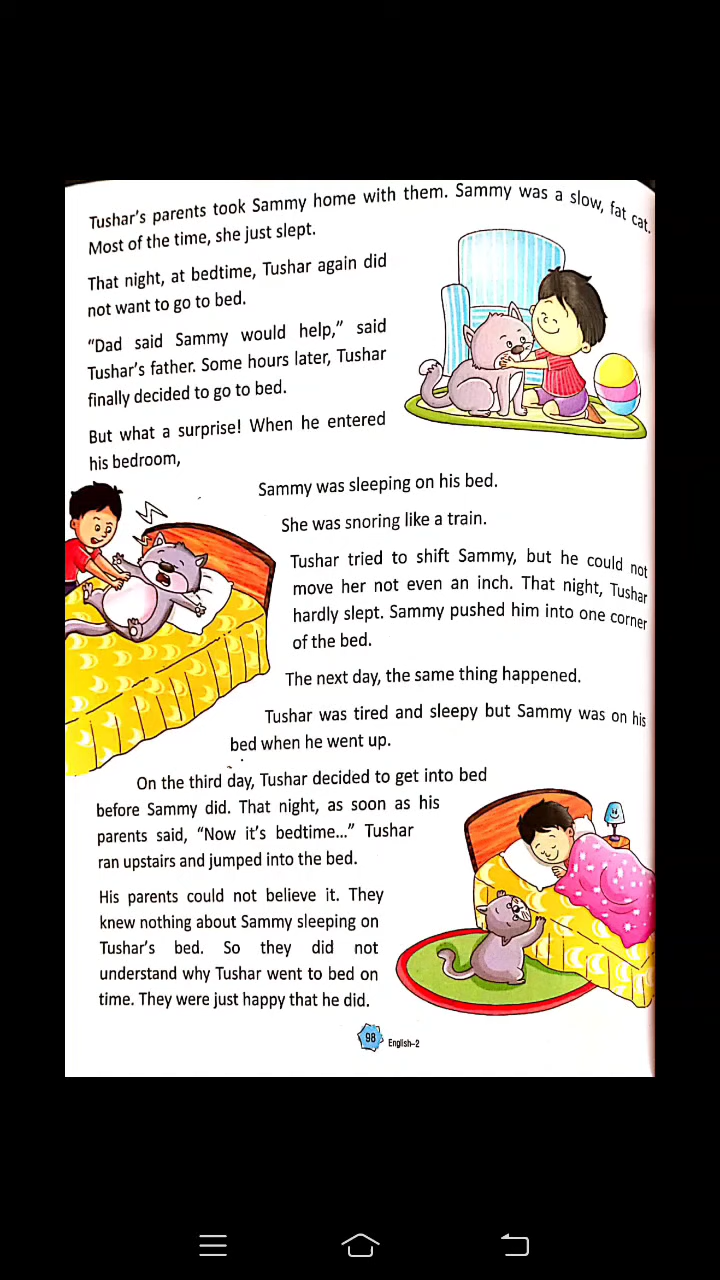 Tushar's parents took Sammy home with them. Sammy was a slow, fat cat.
Most of the time, she just slept.
That night, at bedtime, Tushar again did
not want to go to bed.
“Dad said Sammy would help,” said
Tushar's father. Some hours later, Tushar
finally decided to go to bed.
But what a surprise! When he entered
his bedroom,
Sammy was sleeping on his bed.
She was snoring like a train.
Tushar tried to shift Sammy, but he could not
move her not even an inch. That night, Tushar
hardly slept. Sammy pushed him into one corner
of the bed.
The next day, the same thing happened.
Tushar was tired and sleepy but Sammy was on his
bed when he went up.
On the third day, Tushar decided to get into bed
before Sammy did. That night, as soon as his
parents said, “Now it's bedtime...” Tushar
ran upstairs and jumped into the bed.
His parents could not believe it. They
knew nothing about Sammy sleeping on
Tushar's bed. So they did not
understand why Tushar went to bed on
time. They were just happy that he did.
98 English–2